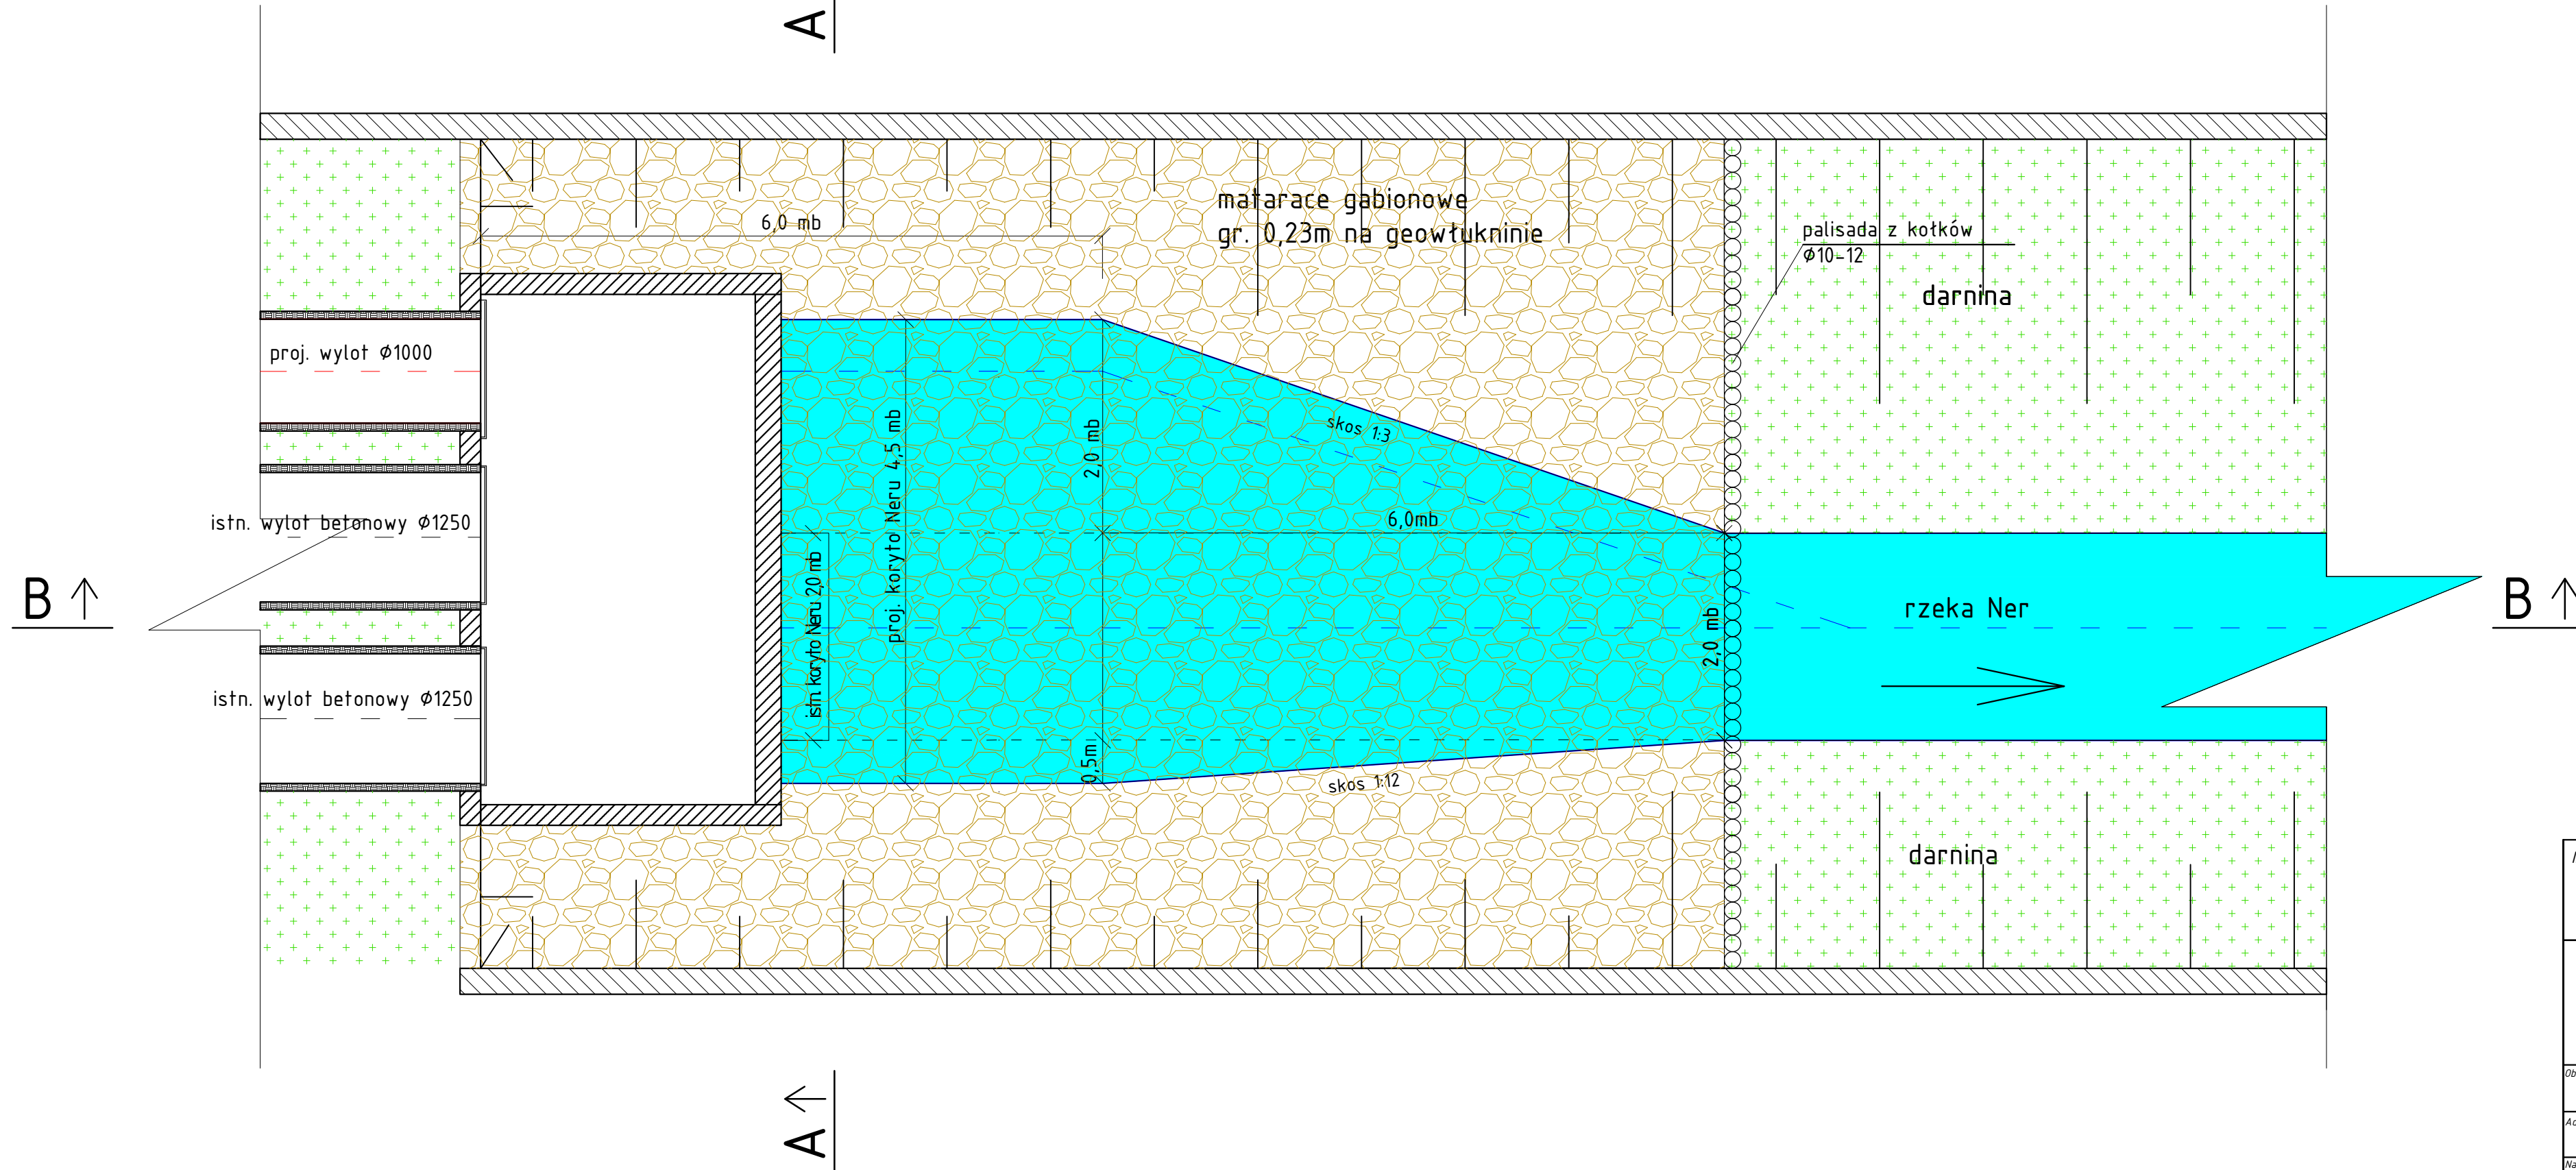 A
6,0 mb
matarace gabionowe
gr. 0,23m na geowłukninie
palisada z kołków
Ø10-12
darnina
proj. wylot Ø1000
skos 1:3
2,0 mb
proj. koryto Neru 4,5 mb
istn. wylot betonowy Ø1250
6,0mb
istn. koryto Neru 2,0 mb
B
rzeka Ner
B
2,0 mb
istn. wylot betonowy Ø1250
0,5m
skos 1:12
darnina
A